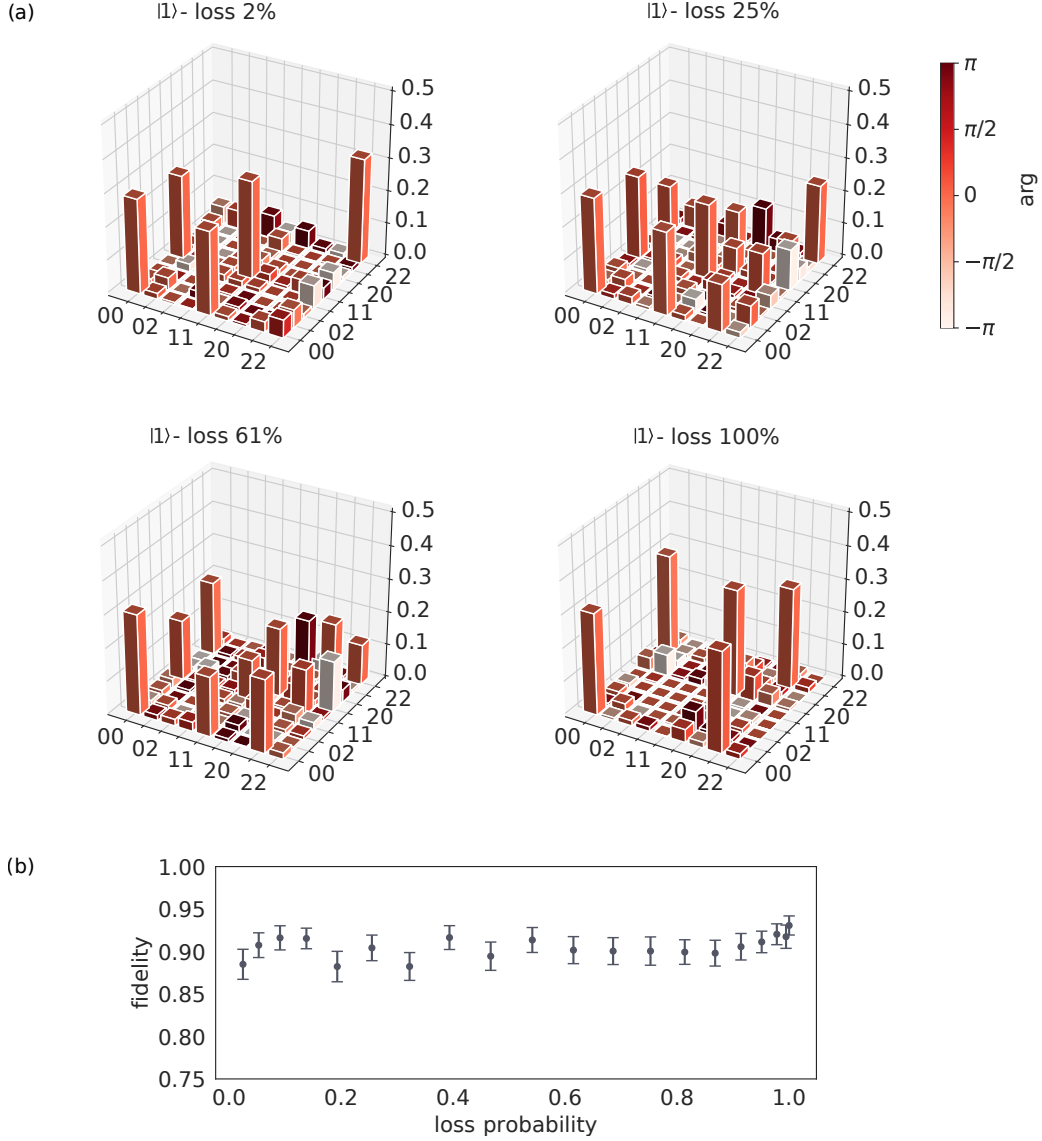 (a)
|1⟩- loss 2%
|1⟩- loss 25%
0.5
0.4
0.3
0.2
0.1
0.0
00 02 11 20 22
00 02 11 20 22
0.5
0.4
0.3
0.2
0.1
0.0
00 02 11 20 22
00 02 11 20 22
π
π/2
0
−π/2
−π
arg
|1⟩- loss 61%
|1⟩- loss 100%
0.5
0.4
0.3
0.2
0.1
0.0
00 02 11 20 22
00 02 11 20 22
0.5
0.4
0.3
0.2
0.1
0.0
00 02 11 20 22
00 02 11 20 22
(b)
fidelity
1.00
0.95
0.90
0.85
0.80
0.75
0.0 0.2 0.4 0.6 0.8 1.0
loss probability